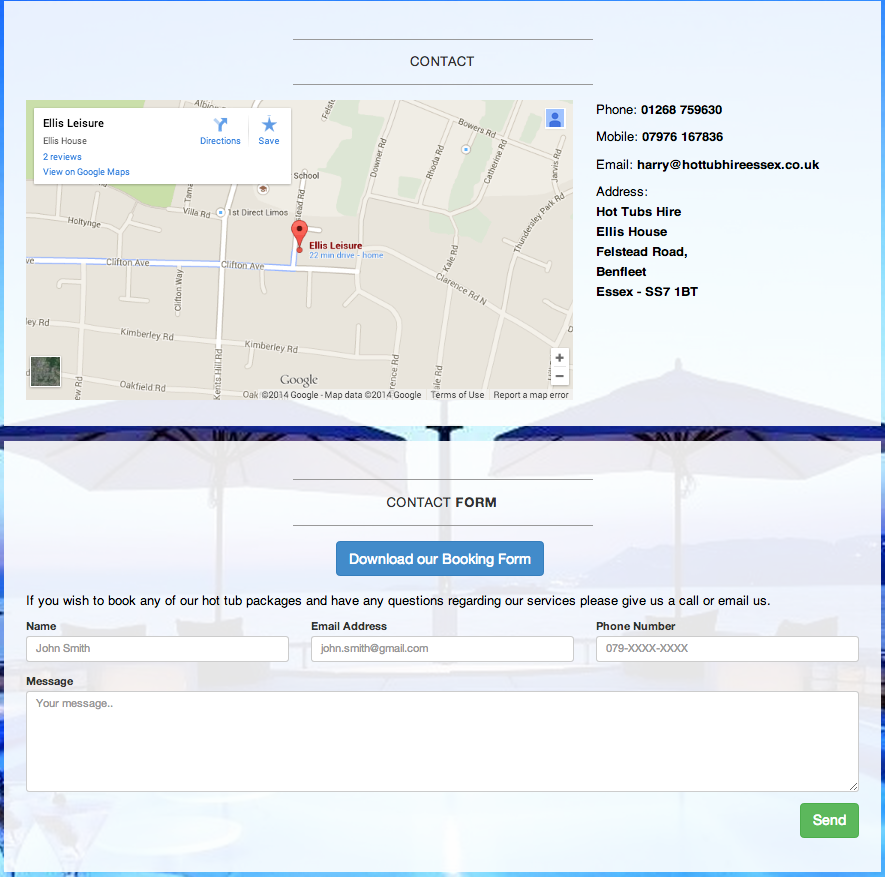 CONTACT
Ellis Leisure
Ellis House
2 reviews
View on Google Maps
Directions
Save
Albion
Felst
Bowers Rd
Downer Rd
Rhoda Rd
Catherine Rd
Jarvis Rd
School
Tama
Villa Rd
1st Direct Limos
stead Rd
Holtynge
Thundersley Park Rd
Ellis Leisure
22 min drive - home
Clifton Ave
Clifton Ave
Clifton Way
Kale Rd
Clarence Rd N
ley Rd
Kimberley Rd
Kimberley Rd
Kents Hill Rd
rence Rd
ale Rd
Oakfield Rd
ew Rd
Google
Oak
©2014 Google - Map data ©2014 Google
Terms of Use
Report a map error
+
−
Phone: 01268 759630
Mobile: 07976 167836
Email: harry@hottubhireessex.co.uk
Address:
Hot Tubs Hire
Ellis House
Felstead Road,
Benfleet
Essex - SS7 1BT
CONTACT FORM
Download our Booking Form
If you wish to book any of our hot tub packages and have any questions regarding our services please give us a call or email us.
Name
Email Address
Phone Number
John Smith
john.smith@gmail.com
079-XXXX-XXXX
Message
Your message..
Send